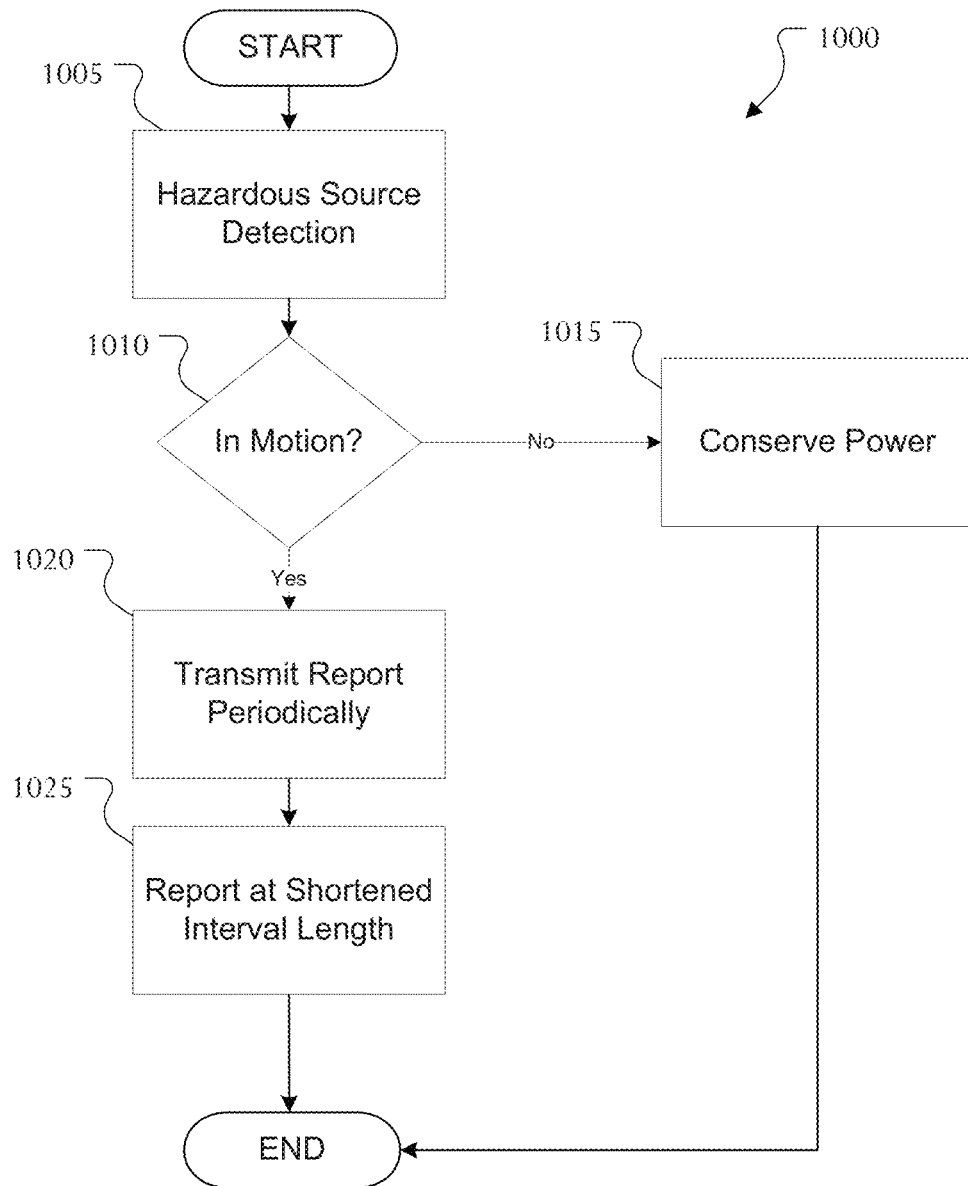 START
1000
1005
Hazardous Source
Detection
1010
In Motion?
No
1015
Conserve Power
Yes
1020
Transmit Report
Periodically
1025
Report at Shortened
Interval Length
END